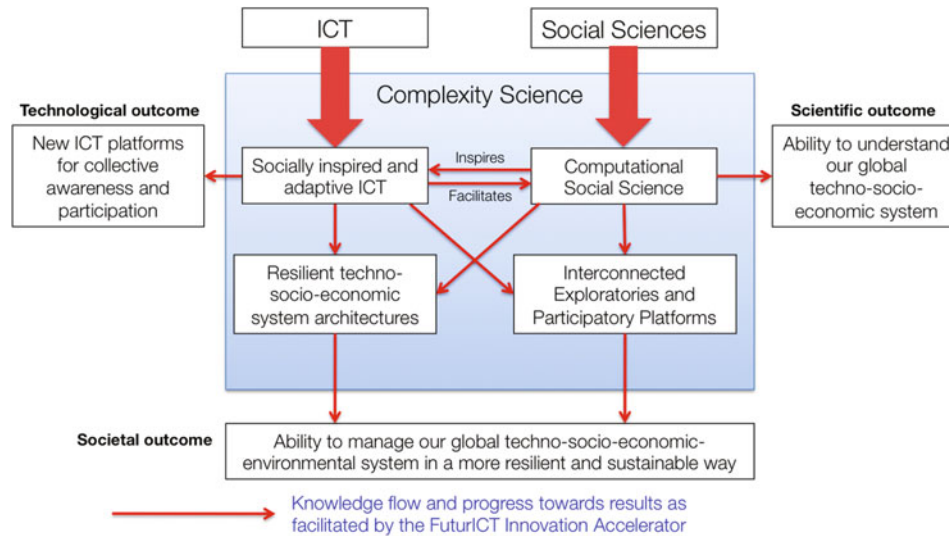 ICT
Social Sciences
Complexity Science
Technological outcome
New ICT platforms
for collective
awareness and
participation
Socially inspired and
adaptive ICT
Inspires
Facilitates
Computational
Social Science
Scientific outcome
Ability to understand
our global
techno-socio-
economic system
Resilient techno-
socio-economic
system architectures
Interconnected
Exploratories and
Participatory Platforms
Societal outcome
Ability to manage our global techno-socio-economic-
environmental system in a more resilient and sustainable way
Knowledge flow and progress towards results as
facilitated by the FuturICT Innovation Accelerator